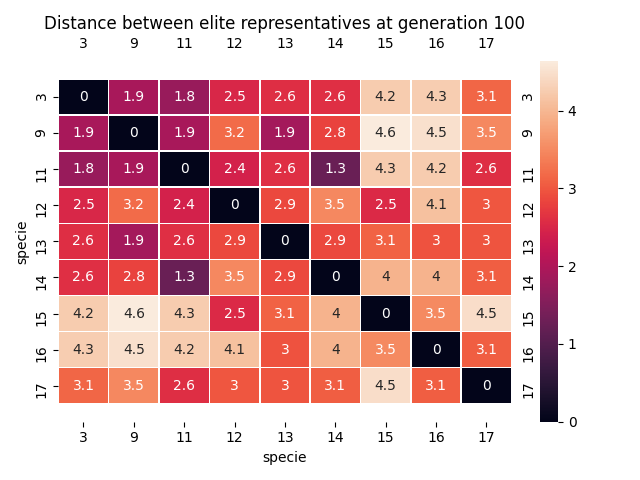 Distance between elite representatives at generation 100
3 9 11 12 13 14 15 16 17
3 0 1.9 1.8 2.5 2.6 2.6 4.2 4.3 3.1 3
9 1.9 0 1.9 3.2 1.9 2.8 4.6 4.5 3.5 9
11 1.8 1.9 0 2.4 2.6 1.3 4.3 4.2 2.6 11
12 2.5 3.2 2.4 0 2.9 3.5 2.5 4.1 3 12
13 2.6 1.9 2.6 2.9 0 2.9 3.1 3 3 13
14 2.6 2.8 1.3 3.5 2.9 0 4 4 3.1 14
15 4.2 4.6 4.3 2.5 3.1 4 0 3.5 4.5 15
16 4.3 4.5 4.2 4.1 3 4 3.5 0 3.1 16
17 3.1 3.5 2.6 3 3 3.1 4.5 3.1 0 17
3 9 11 12 13 14 15 16 17
specie
specie
4
3
2
1
0